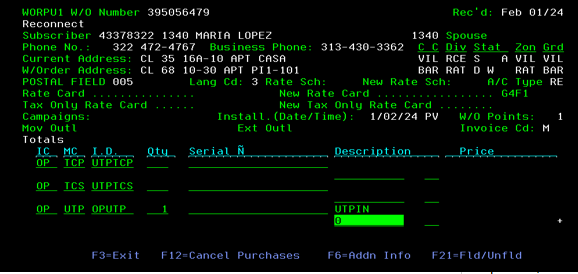 WORPU1 W/O Number 395056479 Rec'd: Feb 01/24
Reconnect
Subscriber 43378322 1340 MARIA LOPEZ 1340 Spouse
Phone No.: 322 472-4767 Business Phone: 313-430-3362 C C Div Stat Zon Grd
Current Address: CL 35 16A-10 APT CASA VIL RCE S A VIL VIL
W/Order Address: CL 68 10-30 APT PI1-101 BAR RAT D W RAT BAR
POSTAL FIELD 005 Lang Cd: 3 Rate Sch: New Rate Sch: A/C Type RE
Rate Card ............... New Rate Card ............... G4F1
Tax Only Rate Card ...... New Tax Only Rate Card ........
Campaigns: Install.(Date/Time): 1/02/24 PV W/O Points: 1
Mov Outl Ext Outl Invoice Cd: M
Totals
IC MC I.D. Qty Serial Ñ Description Price
OP TCP UTPTCP
OP TCS UTPTCS
OP UTP OPUTP 1 UTPIN
0 +
F3=Exit F12=Cancel Purchases F6=Addn Info F21=Fld/Unfld